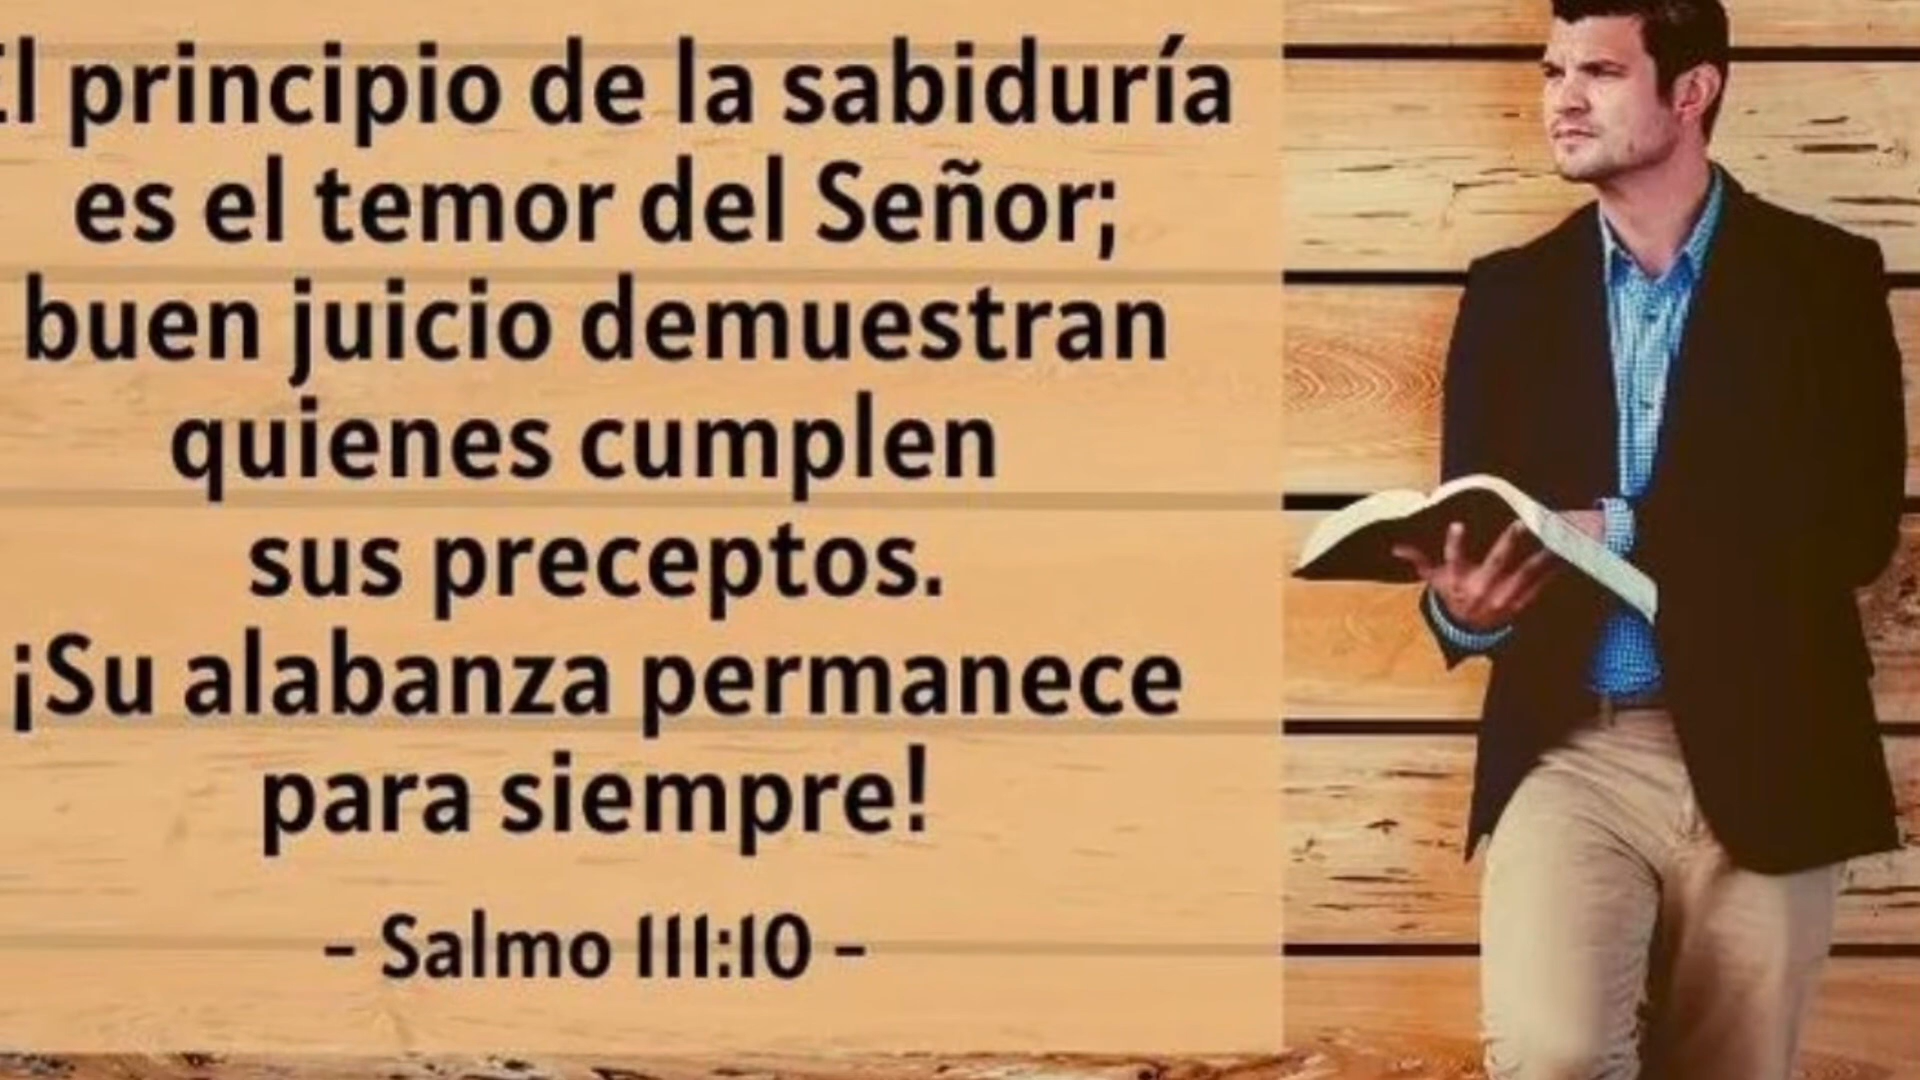 El principio de la sabiduría
es el temor del Señor;
buen juicio demuestran
quienes cumplen
sus preceptos.
¡Su alabanza permanece
para siempre!
- Salmo 111:10 -